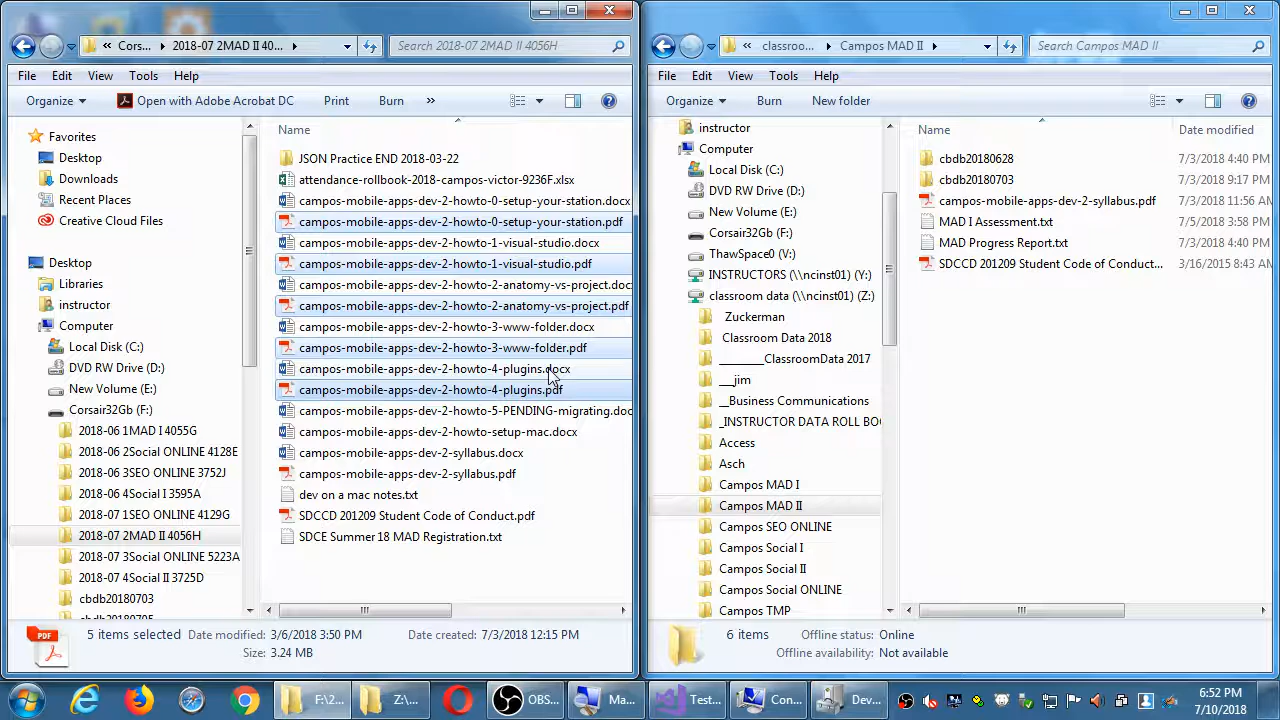 Cors... 2018-07 2MAD II 40... Search 2018-07 2MAD II 4056H
File Edit View Tools Help
Organize Open with Adobe Acrobat DC Print Burn »
Favorites
Desktop
Downloads
Recent Places
Creative Cloud Files
Desktop
Libraries
instructor
Computer
Local Disk (C:)
DVD RW Drive (D:)
New Volume (E:)
Corsair32Gb (F:)
2018-06 1MAD I 4055G
2018-06 2Social ONLINE 4128E
2018-06 3SEO ONLINE 3752J
2018-06 4Social I 3595A
2018-07 1SEO ONLINE 4129G
2018-07 2MAD II 4056H
2018-07 3Social ONLINE 5223A
2018-07 4Social II 3725D
cbdb20180703
Name
JSON Practice END 2018-03-22
attendance-rollbook-2018-campos-victor-9236F.xlsx
campos-mobile-apps-dev-2-howto-0-setup-your-station.docx
campos-mobile-apps-dev-2-howto-0-setup-your-station.pdf
campos-mobile-apps-dev-2-howto-1-visual-studio.docx
campos-mobile-apps-dev-2-howto-1-visual-studio.pdf
campos-mobile-apps-dev-2-howto-2-anatomy-vs-project.doc
campos-mobile-apps-dev-2-howto-2-anatomy-vs-project.pdf
campos-mobile-apps-dev-2-howto-3-www-folder.docx
campos-mobile-apps-dev-2-howto-3-www-folder.pdf
campos-mobile-apps-dev-2-howto-4-plugins.docx
campos-mobile-apps-dev-2-howto-4-plugins.pdf
campos-mobile-apps-dev-2-howto-5-PENDING-migrating.doc
campos-mobile-apps-dev-2-howto-setup-mac.docx
campos-mobile-apps-dev-2-syllabus.docx
campos-mobile-apps-dev-2-syllabus.pdf
dev on a mac notes.txt
SDCCD 201209 Student Code of Conduct.pdf
SDCE Summer 18 MAD Registration.txt
PDF
5 items selected Date modified: 3/6/2018 3:50 PM Date created: 7/3/2018 12:15 PM
Size: 3.24 MB
classroo... Campos MAD II Search Campos MAD II
File Edit View Tools Help
Organize Burn New folder
instructor
Computer
Local Disk (C:)
DVD RW Drive (D:)
New Volume (E:)
Corsair32Gb (F:)
ThawSpace0 (V:)
INSTRUCTORS (\\ncinst01) (Y:)
classroom data (\\ncinst01) (Z:)
Zuckerman
Classroom Data 2018
_______ClassroomData 2017
___jim
__Business Communications
_INSTRUCTOR DATA ROLL BO
Access
Asch
Campos MAD I
Campos MAD II
Campos SEO ONLINE
Campos Social I
Campos Social II
Campos Social ONLINE
Campos TMP
Name Date modified
cbdb20180628 7/3/2018 4:40 PM
cbdb20180703 7/3/2018 9:17 PM
campos-mobile-apps-dev-2-syllabus.pdf 7/3/2018 11:56 AM
MAD I Assessment.txt 7/5/2018 3:58 PM
MAD Progress Report.txt 7/3/2018 4:40 PM
SDCCD 201209 Student Code of Conduct... 3/16/2015 8:43 AM
6 items Offline status: Online
Offline availability: Not available
F:\2... Z:\... OBS... Ma... Test... Con... Dev... 6:52 PM
7/10/2018